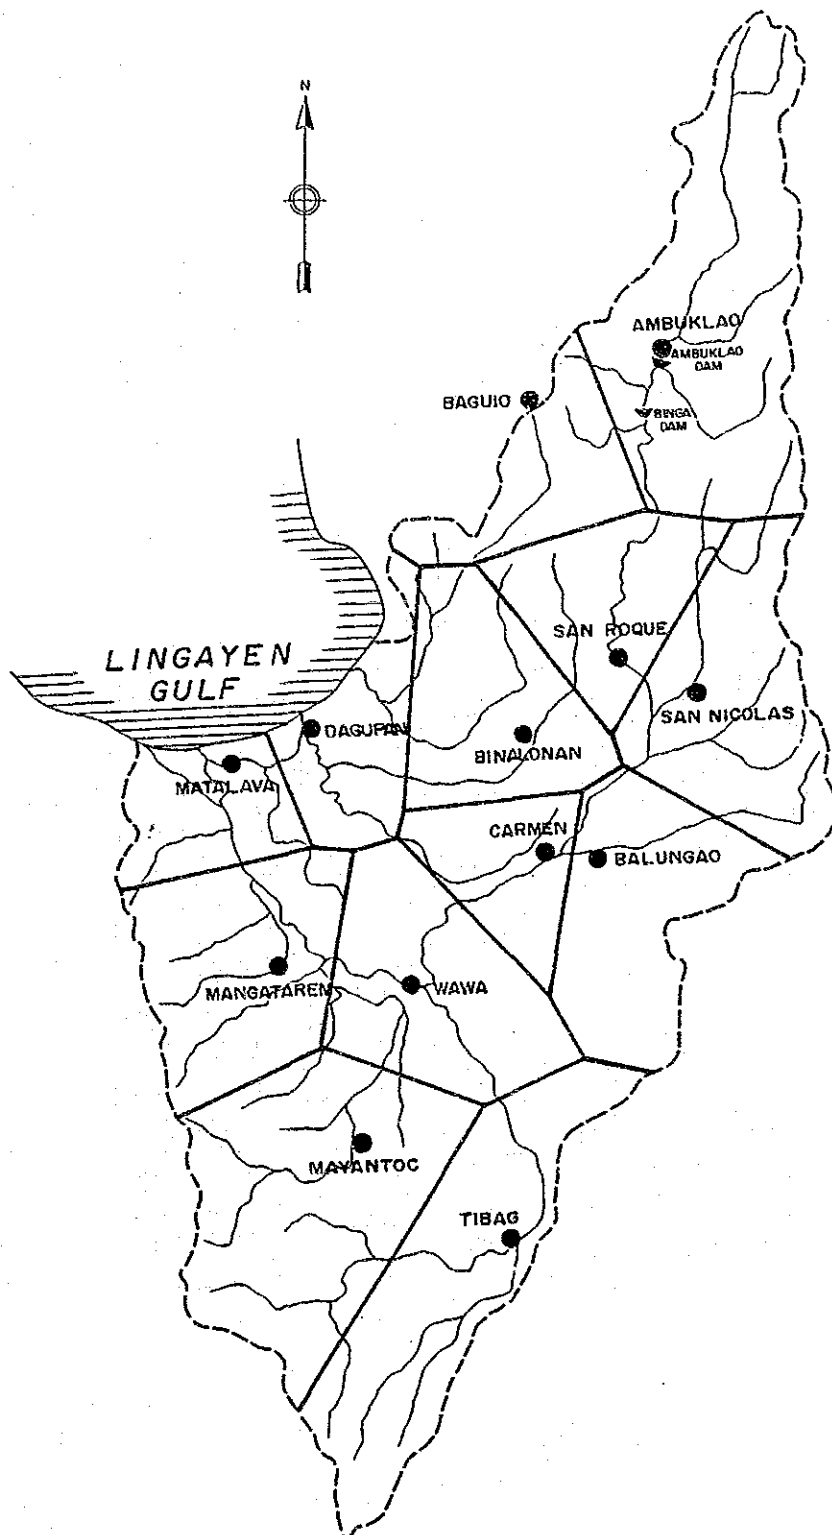 N
AMBUKLAO
AMBUKLAO
DAM
BAGUIO
BINGA
DAM
SAN ROQUE
LINGAYEN
GULF
SAN NICOLAS
DAGUPAN
BINALONAN
MATALAVA
CARMEN
BALUNGAO
MANGATAREM
WAWA
MAYANTOC
TIBAG